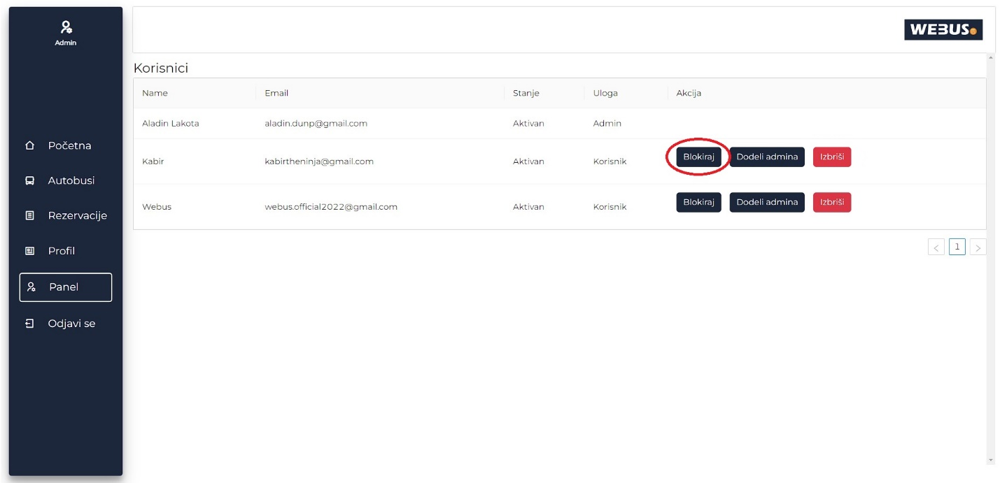 Admin
WEBUS
Početna
Autobusi
Rezervacije
Profil
Panel
Odjavi se
Korisnici
Name Email Stanje Uloga Akcija
Aladin Lakota aladin.dunp@gmail.com Aktivan Admin
Kabir kabirtheninja@gmail.com Aktivan Korisnik Blokiraj Dodeli admina Izbriši
Webus webus.official2022@gmail.com Aktivan Korisnik Blokiraj Dodeli admina Izbriši
< 1 >